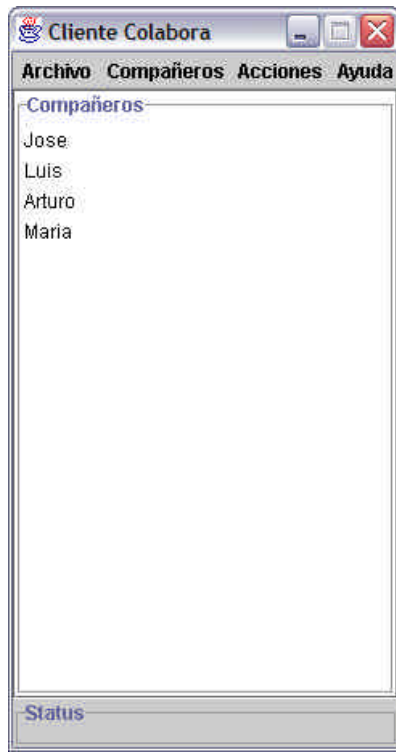 Cliente Colabora
Archivo Compañeros Acciones Ayuda
Compañeros
Jose
Luis
Arturo
Maria
Status